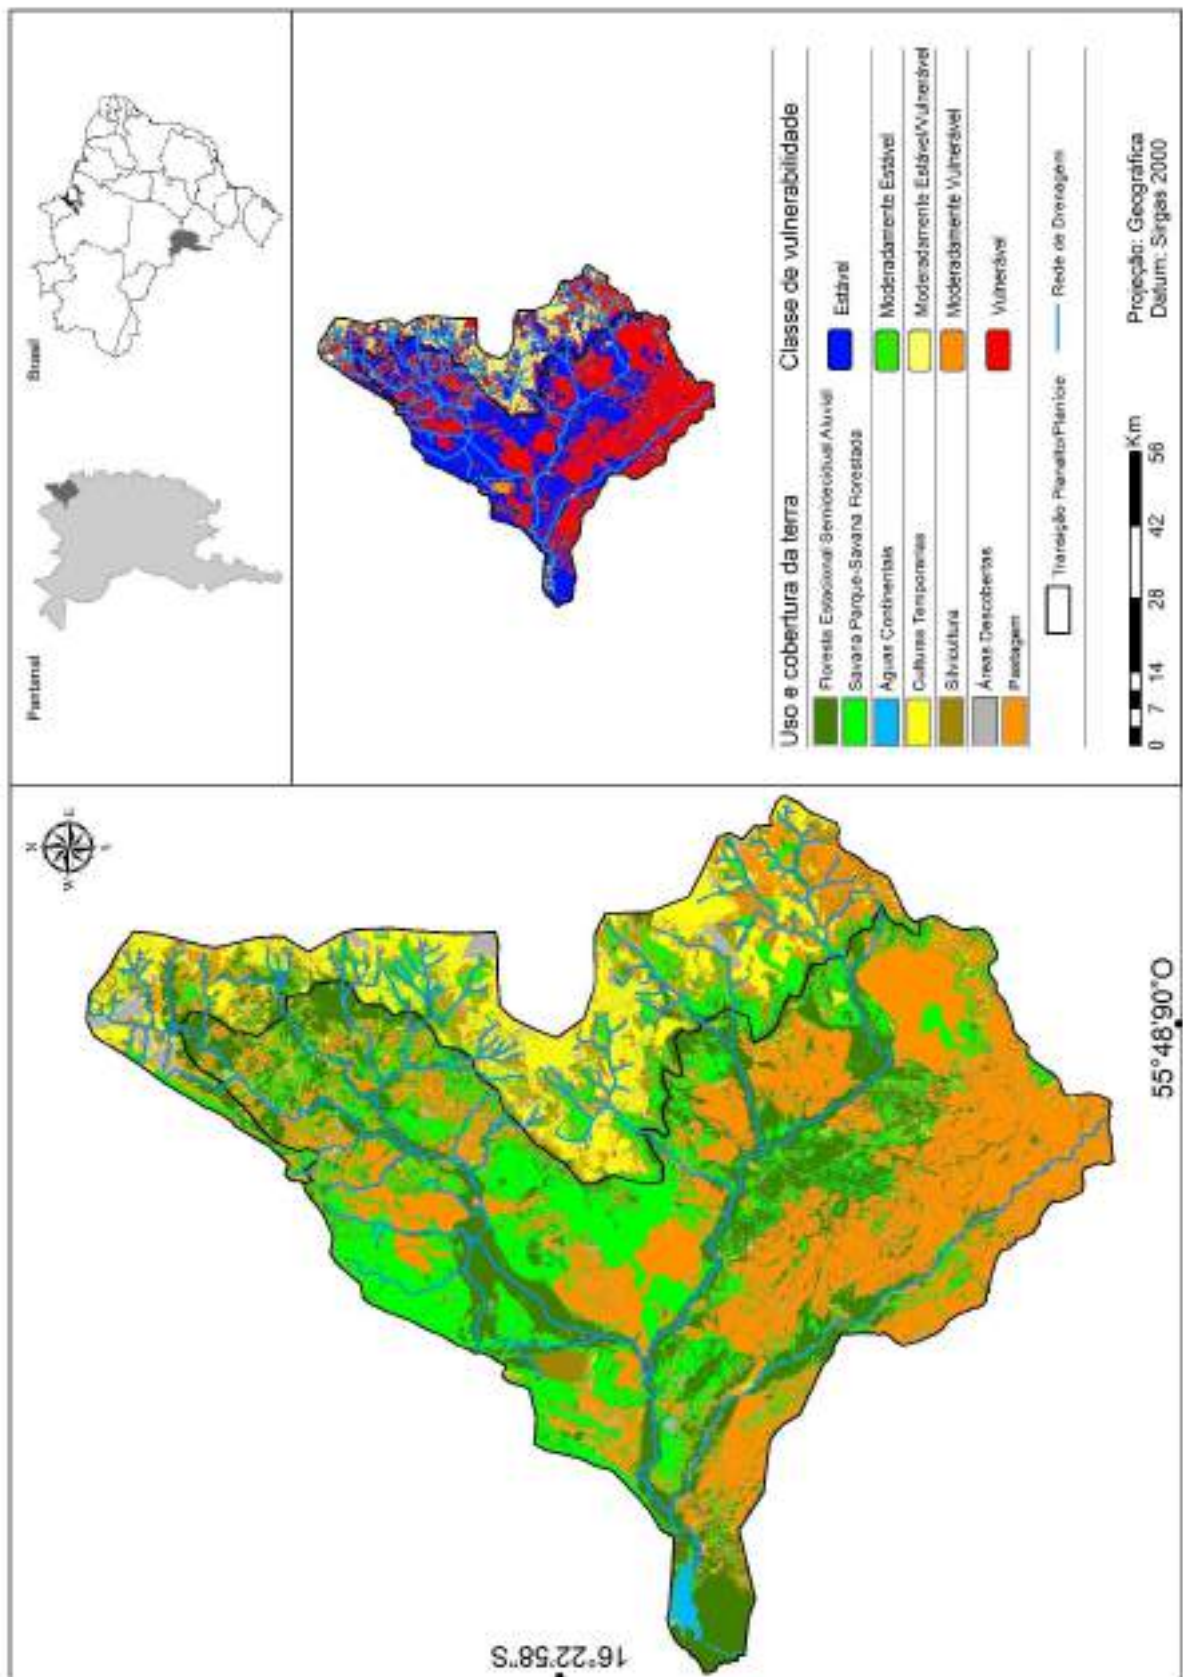 Pantanal
Brasil
N
W
E
S
Uso e cobertura da terra
Floresta Estacional Semidecidual Aluvial
Savana Parque-Savana Florestada
Águas Continentais
Culturas Temporárias
Silvicultura
Áreas Descobertas
Pastagem
Classe de vulnerabilidade
Estável
Moderadamente Estável
Moderadamente Estável/Vulnerável
Moderadamente Vulnerável
Vulnerável
Transição Planalto/Planície
Rede de Drenagem
0 7 14 28 42 56
Km
Projeção: Geográfica
Datum: Sirgas 2000
16°22'58"S
55°48'90"O